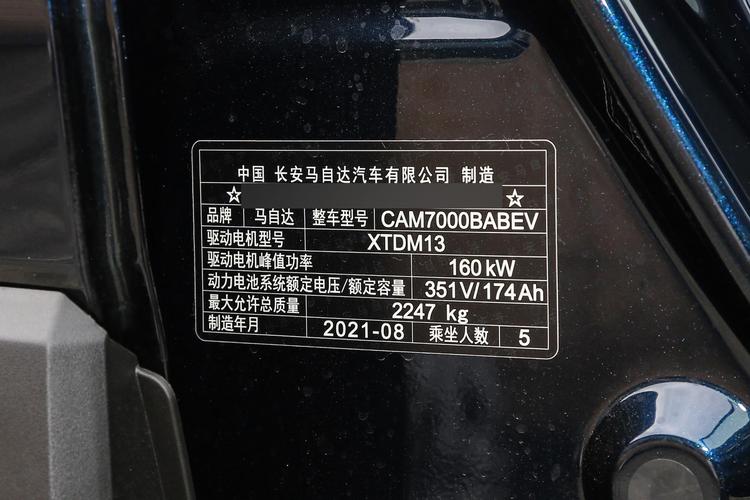 中国 长安马自达汽车有限公司 制造
☆ ☆
品牌 马自达 整车型号 CAM7000BABEV
驱动电机型号 XTDM13
驱动电机峰值功率 160kW
动力电池系统额定电压/额定容量 351V/174Ah
最大允许总质量 2247 kg
制造年月 2021-08 乘坐人数 5